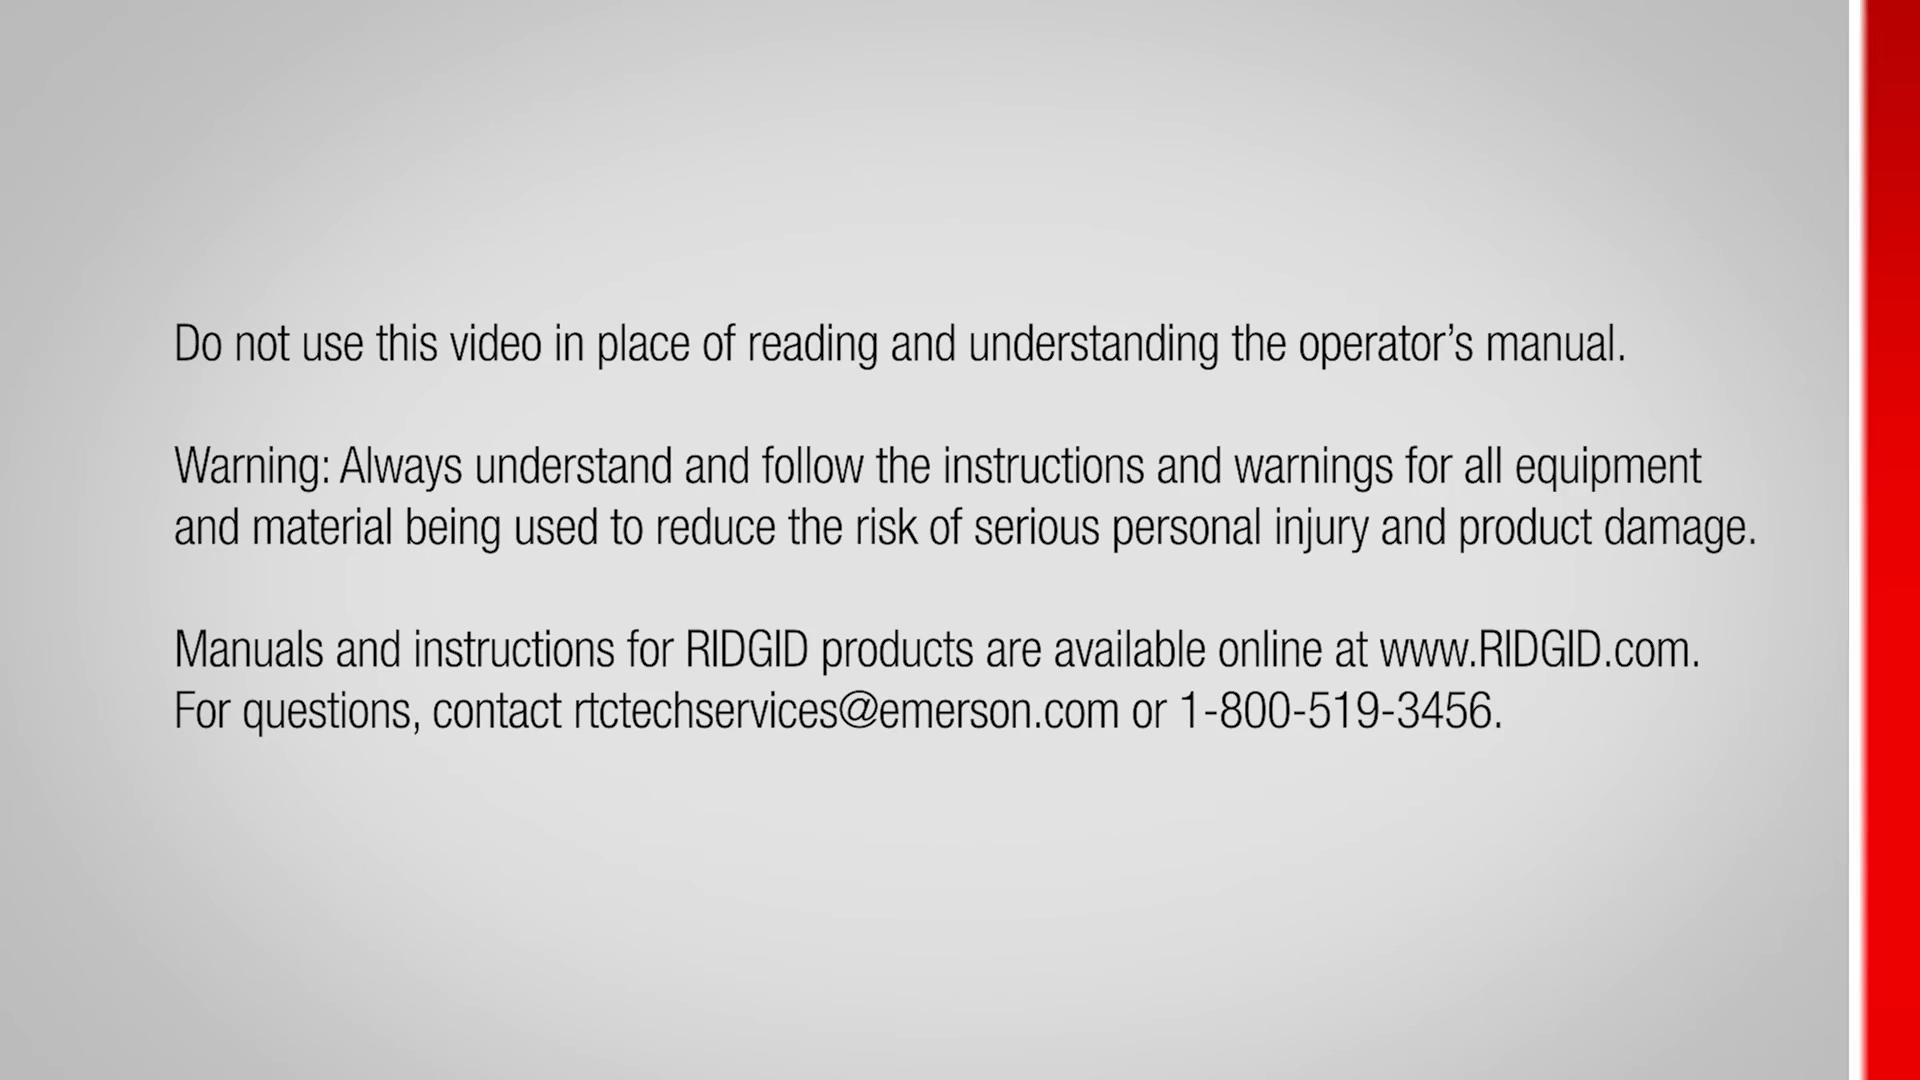 Do not use this video in place of reading and understanding the operator’s manual.
Warning: Always understand and follow the instructions and warnings for all equipment
and material being used to reduce the risk of serious personal injury and product damage.
Manuals and instructions for RIDGID products are available online at www.RIDGID.com.
For questions, contact rtctechservices@emerson.com or 1-800-519-3456.